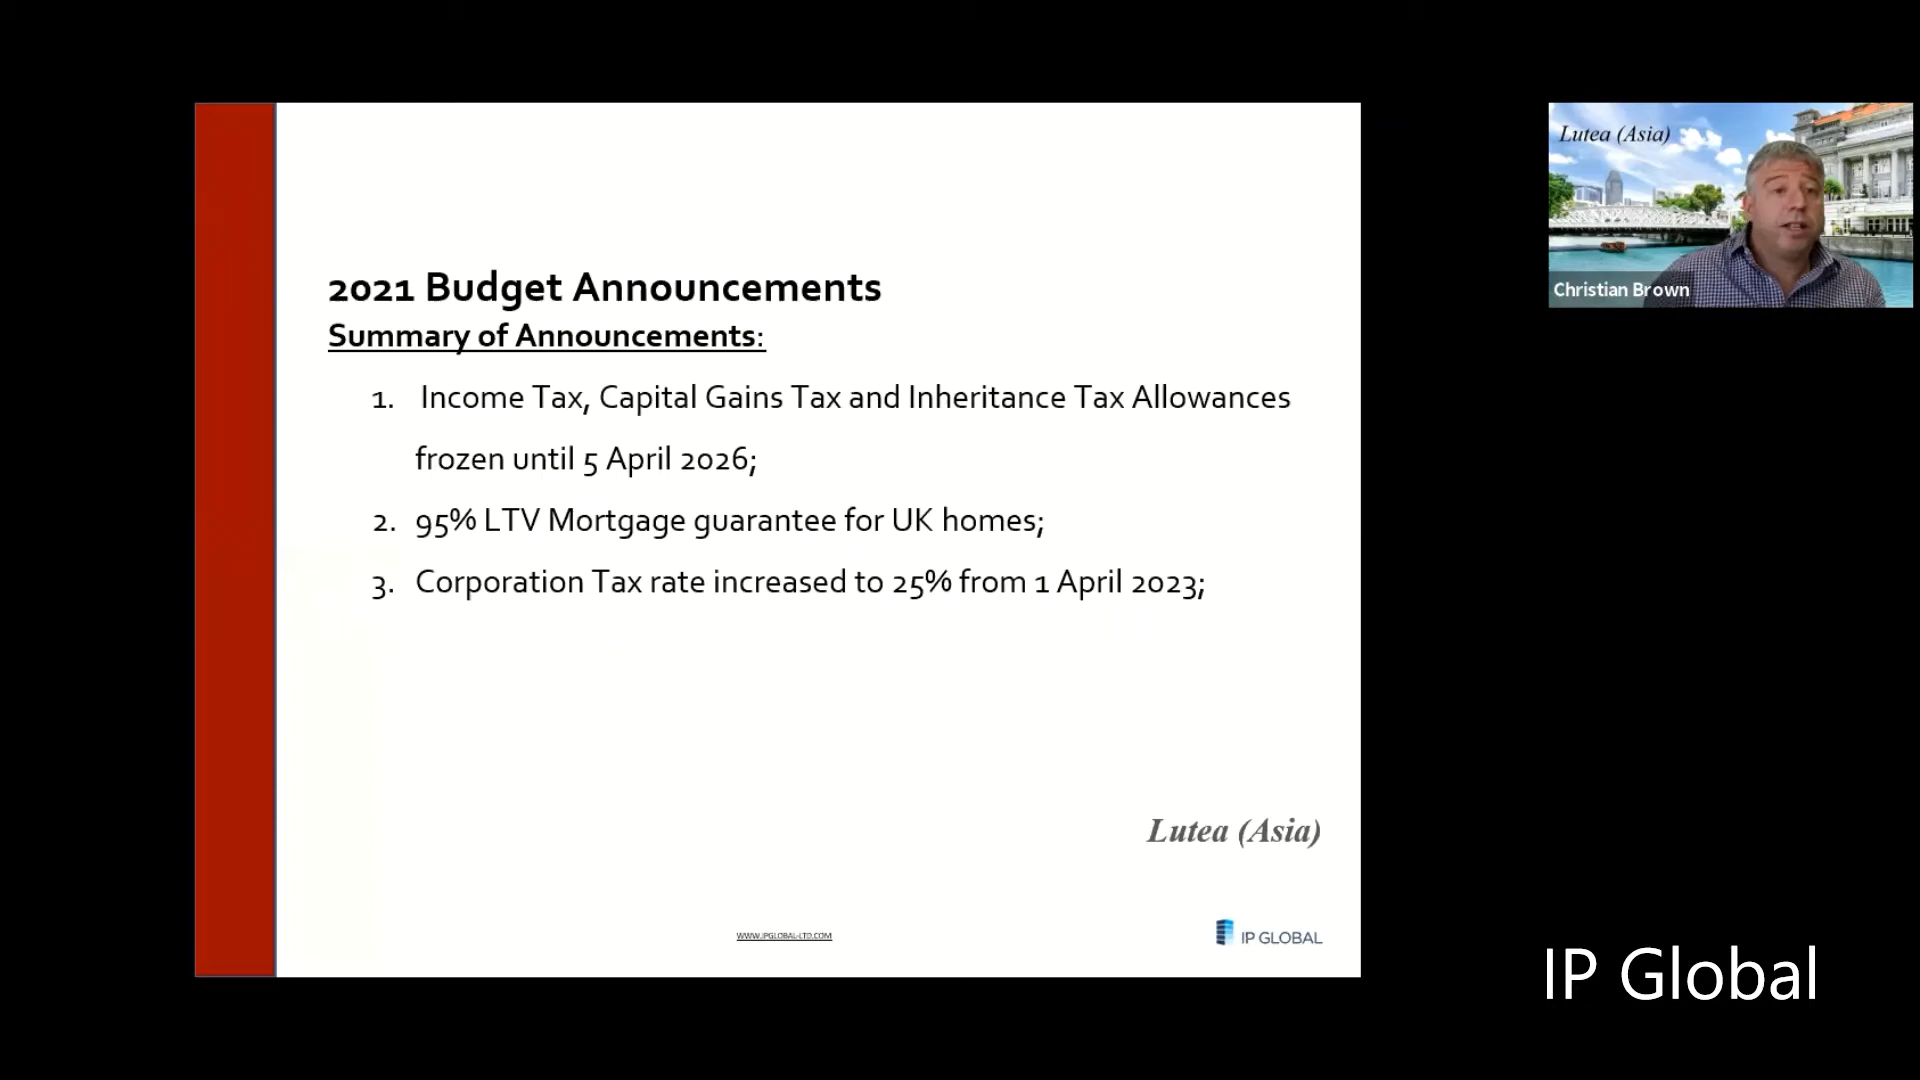 2021 Budget Announcements
Summary of Announcements:
1. Income Tax, Capital Gains Tax and Inheritance Tax Allowances
frozen until 5 April 2026;
2. 95% LTV Mortgage guarantee for UK homes;
3. Corporation Tax rate increased to 25% from 1 April 2023;
Lutea (Asia)
WWW.IPGLOBAL-LTD.COM
IP GLOBAL
Lutea (Asia)
Christian Brown
IP Global